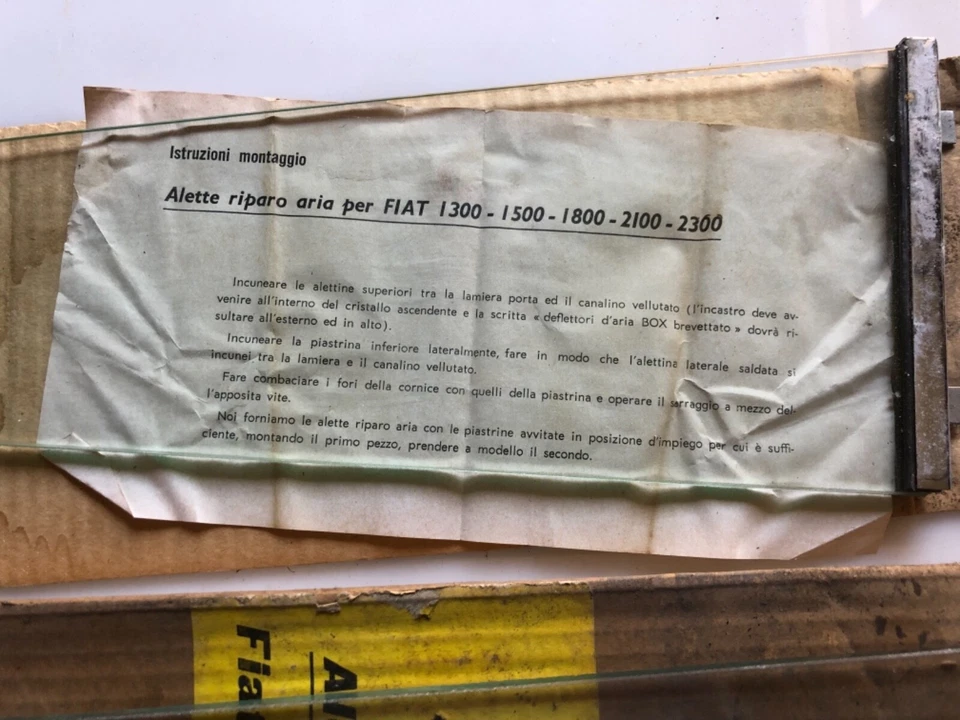 Istruzioni montaggio
Alette riparo aria per FIAT 1300 - 1500 - 1800 - 2100 - 2300
Incuneare le alettine superiori tra la lamiera porta ed il canalino vellutato (l'incastro deve av-
venire all'interno del cristallo ascendente e la scritta « deflettori d'aria BOX brevettato » dovrà ri-
sultare all'esterno ed in alto).
Incuneare la piastrina inferiore lateralmente, fare in modo che l'alettina laterale saldata si
incunei tra la lamiera e il canalino vellutato.
Fare combaciare i fori della cornice con quelli della piastrina e operare il serraggio a mezzo del-
l'apposita vite.
Noi forniamo le alette riparo aria con le piastrine avvitate in posizione d'impiego per cui è suffi-
ciente, montando il primo pezzo, prendere a modello il secondo.